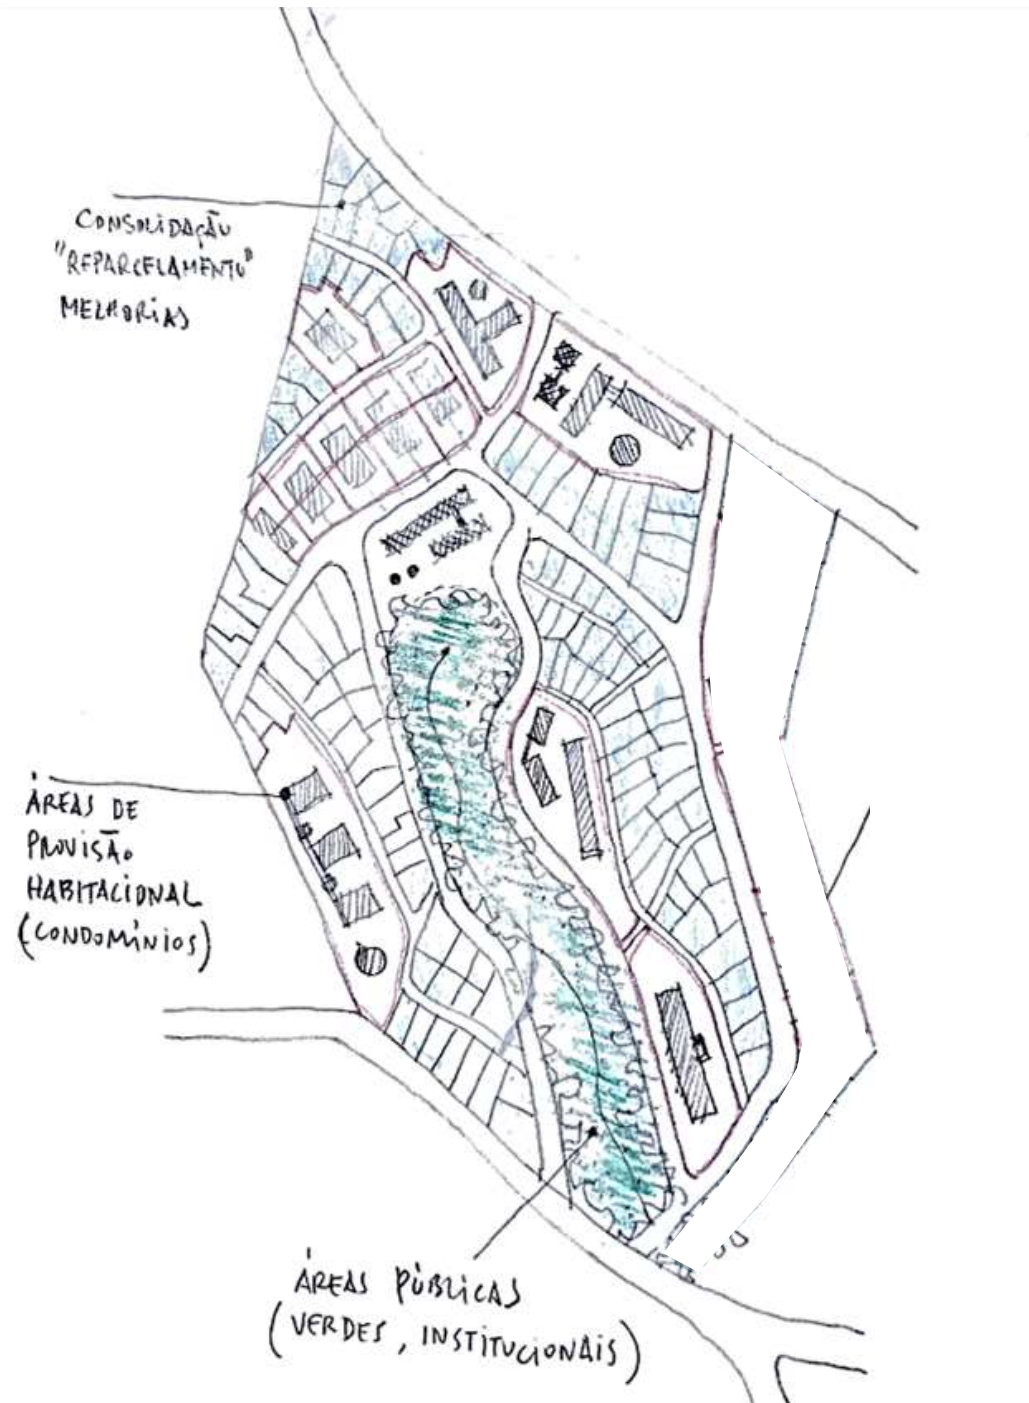 CONSOLIDAÇÃO
"REPARCELAMENTO"
MELHORIAS
ÁREAS DE
PROVISÃO
HABITACIONAL
(CONDOMÍNIOS)
ÁREAS PÚBLICAS
(VERDES, INSTITUCIONAIS)